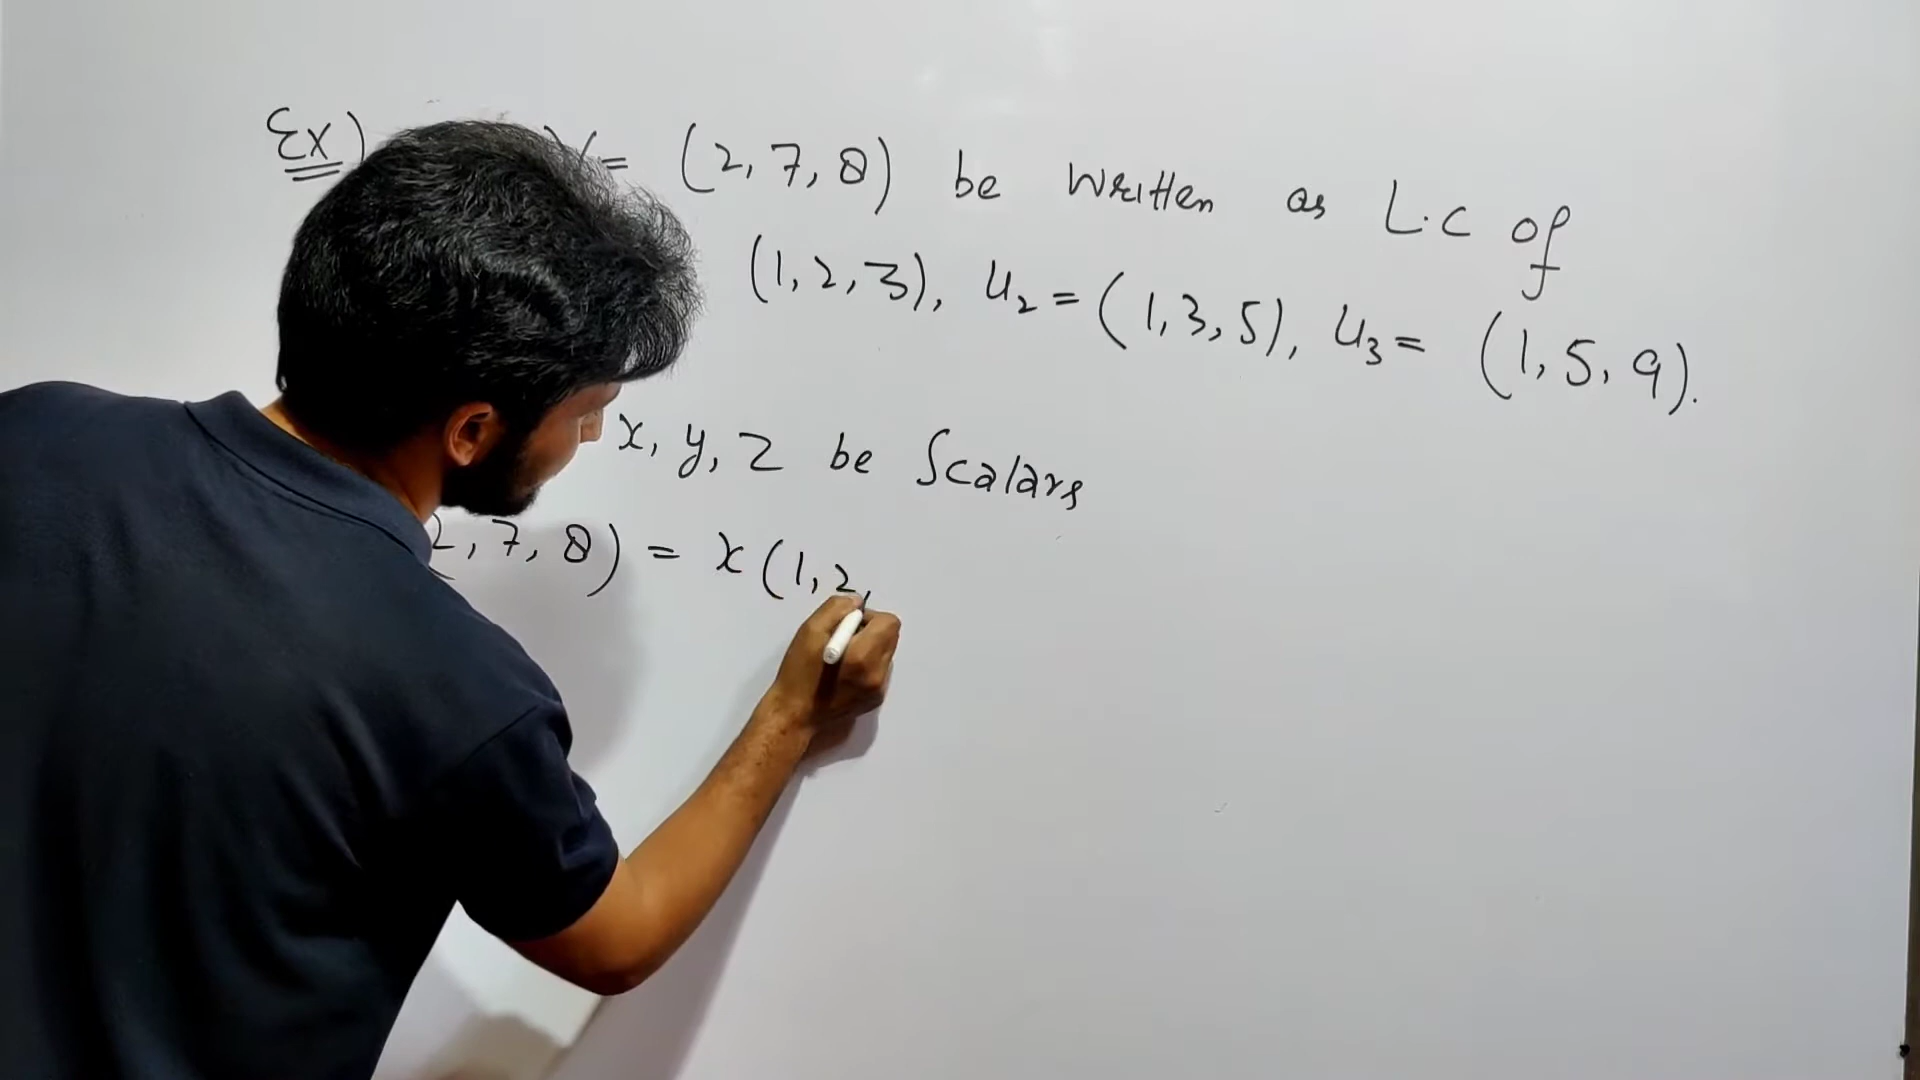 Ex) V = (2, 7, 8) be written as L.C of
(1, 2, 3), U₂ = (1, 3, 5), U₃ = (1, 5, 9).
x, y, z be Scalars
2, 7, 8) = x (1, 2,